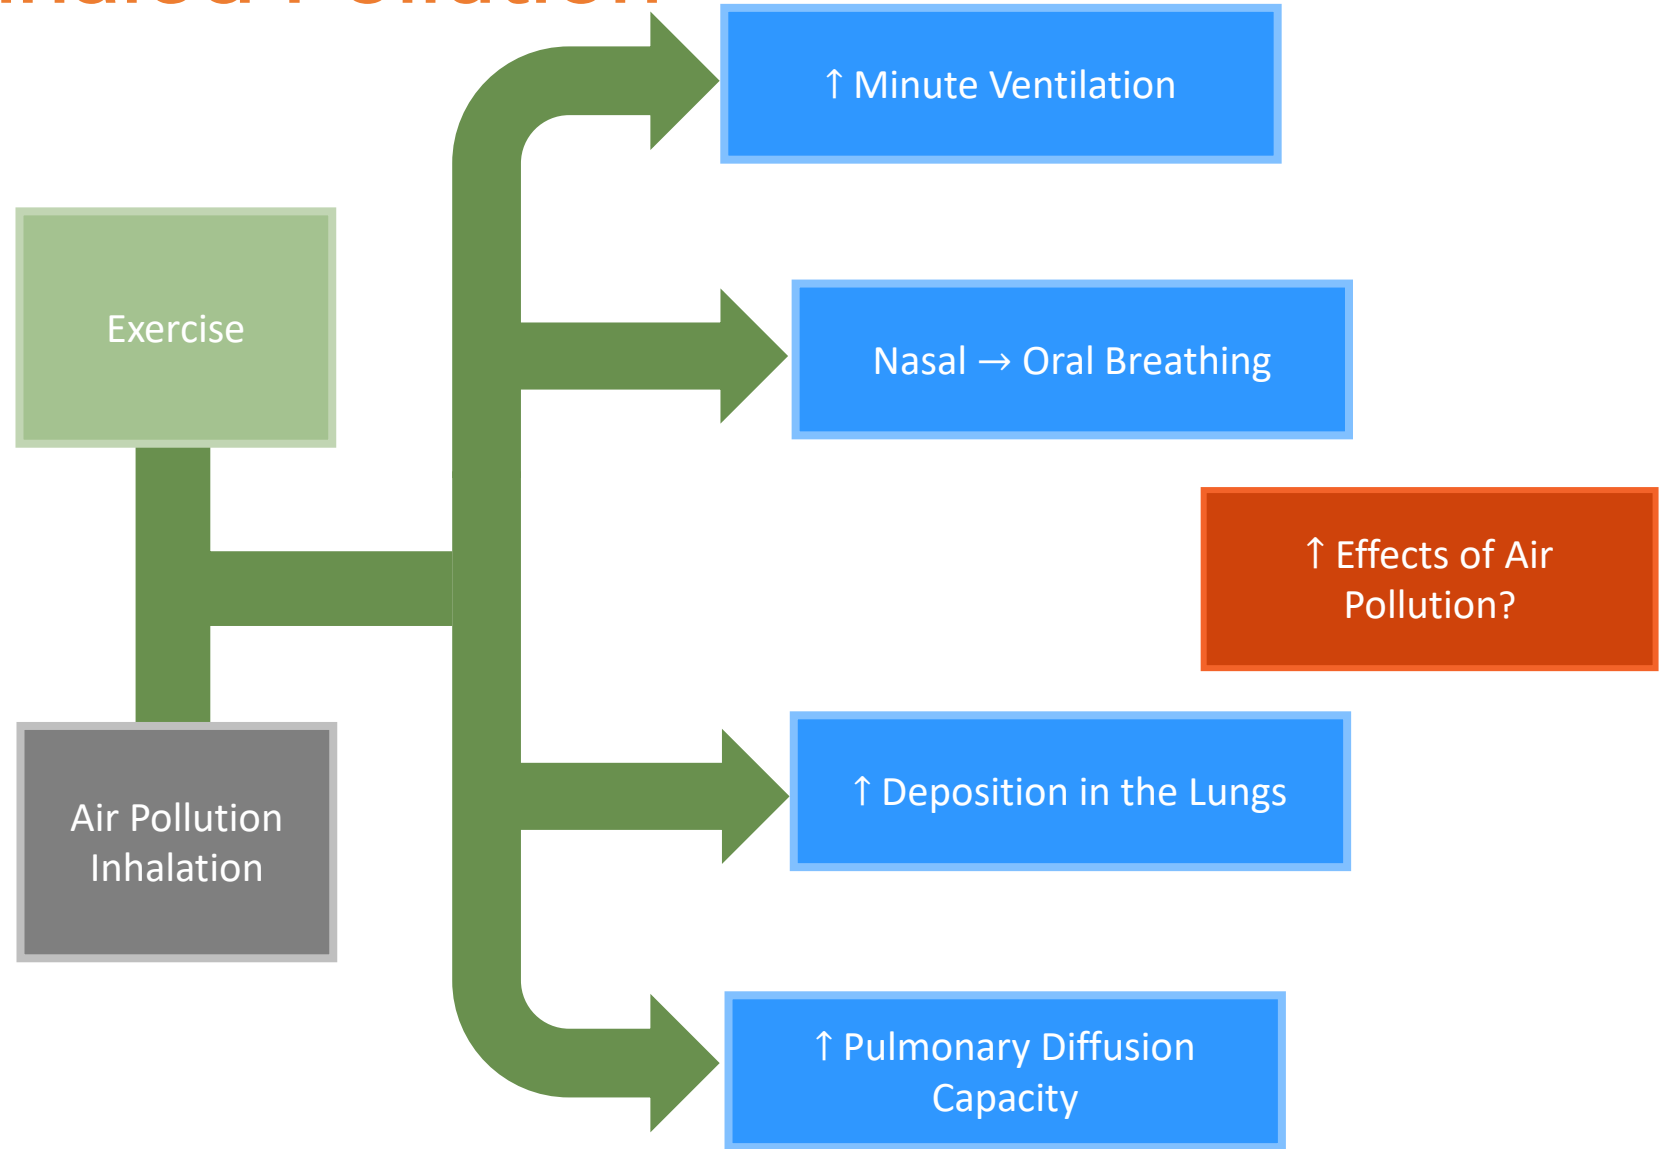 Pollution
↑ Minute Ventilation
Exercise
Nasal → Oral Breathing
↑ Effects of Air
Pollution?
↑ Deposition in the Lungs
Air Pollution
Inhalation
↑ Pulmonary Diffusion
Capacity